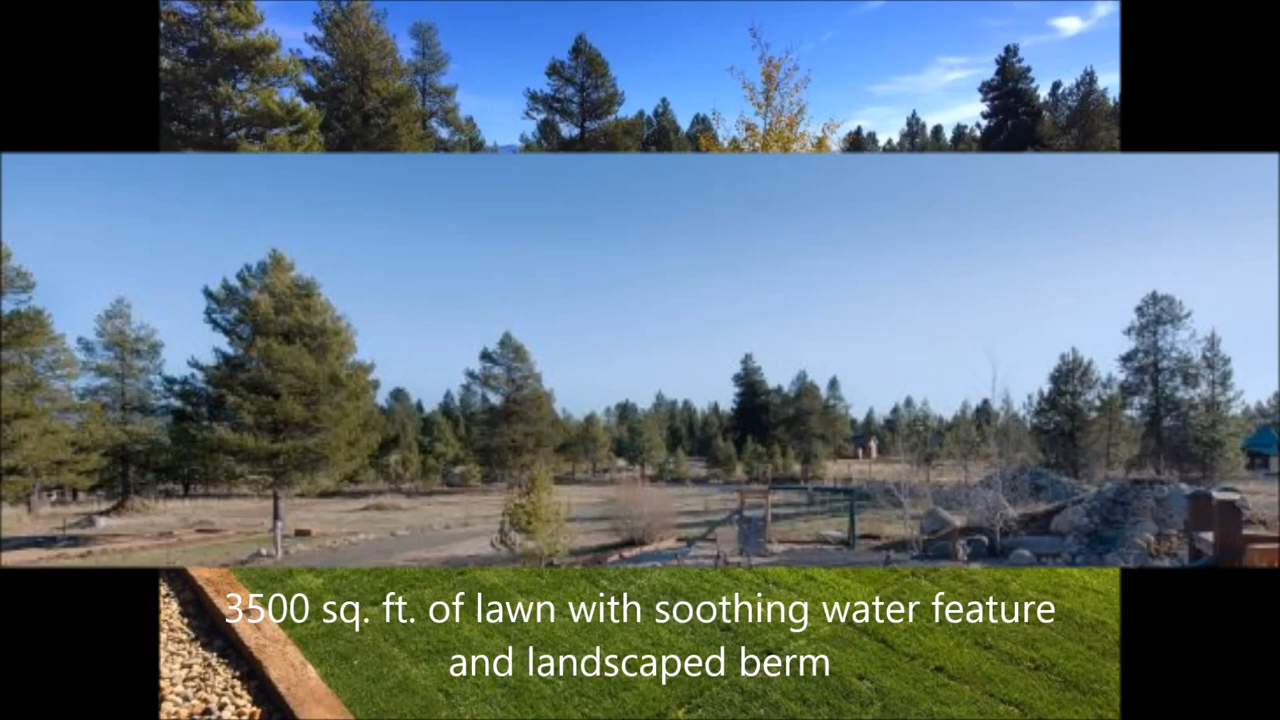 3500 sq. ft. of lawn with soothing water feature
and landscaped berm